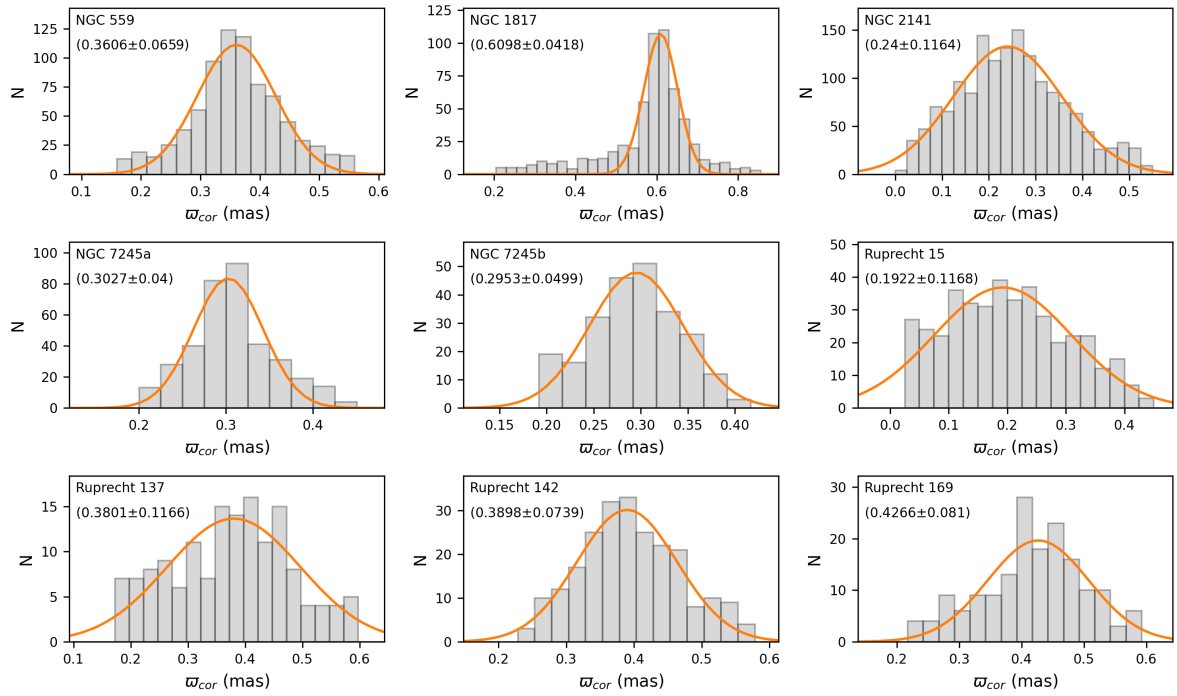 NGC 559
(0.3606±0.0659)
N
0
25
50
75
100
125
0.1 0.2 0.3 0.4 0.5 0.6
ϖcor (mas)
NGC 1817
(0.6098±0.0418)
N
0
25
50
75
100
125
0.2 0.4 0.6 0.8
ϖcor (mas)
NGC 2141
(0.24±0.1164)
N
0
50
100
150
0.0 0.1 0.2 0.3 0.4 0.5
ϖcor (mas)
NGC 7245a
(0.3027±0.04)
N
0
20
40
60
80
100
0.2 0.3 0.4
ϖcor (mas)
NGC 7245b
(0.2953±0.0499)
N
0
10
20
30
40
50
0.15 0.20 0.25 0.30 0.35 0.40
ϖcor (mas)
Ruprecht 15
(0.1922±0.1168)
N
0
10
20
30
40
50
0.0 0.1 0.2 0.3 0.4
ϖcor (mas)
Ruprecht 137
(0.3801±0.1166)
N
0
5
10
15
0.1 0.2 0.3 0.4 0.5 0.6
ϖcor (mas)
Ruprecht 142
(0.3898±0.0739)
N
0
10
20
30
0.2 0.3 0.4 0.5 0.6
ϖcor (mas)
Ruprecht 169
(0.4266±0.081)
N
0
10
20
30
0.2 0.3 0.4 0.5 0.6
ϖcor (mas)